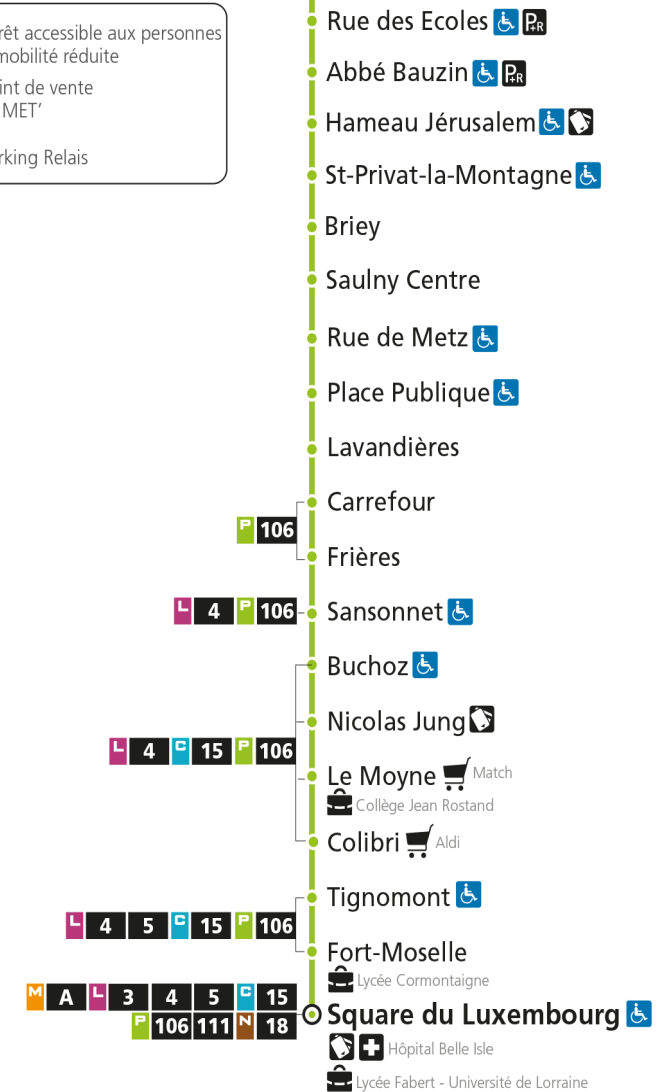 rêt accessible aux personnes
mobilité réduite
int de vente
MET’
rking Relais
Rue des Ecoles P+R
Abbé Bauzin P+R
Hameau Jérusalem
St-Privat-la-Montagne
Briey
Saulny Centre
Rue de Metz
Place Publique
Lavandières
Carrefour
P 106
Frières
L 4 P 106 Sansonnet
Buchoz
Nicolas Jung
L 4 C 15 P 106
Le Moyne Match
Collège Jean Rostand
Colibri Aldi
Tignomont
L 4 5 C 15 P 106
Fort-Moselle
Lycée Cormontaigne
M A L 3 4 5 C 15
P 106 111 N 18
Square du Luxembourg
Hôpital Belle Isle
Lycée Fabert - Université de Lorraine